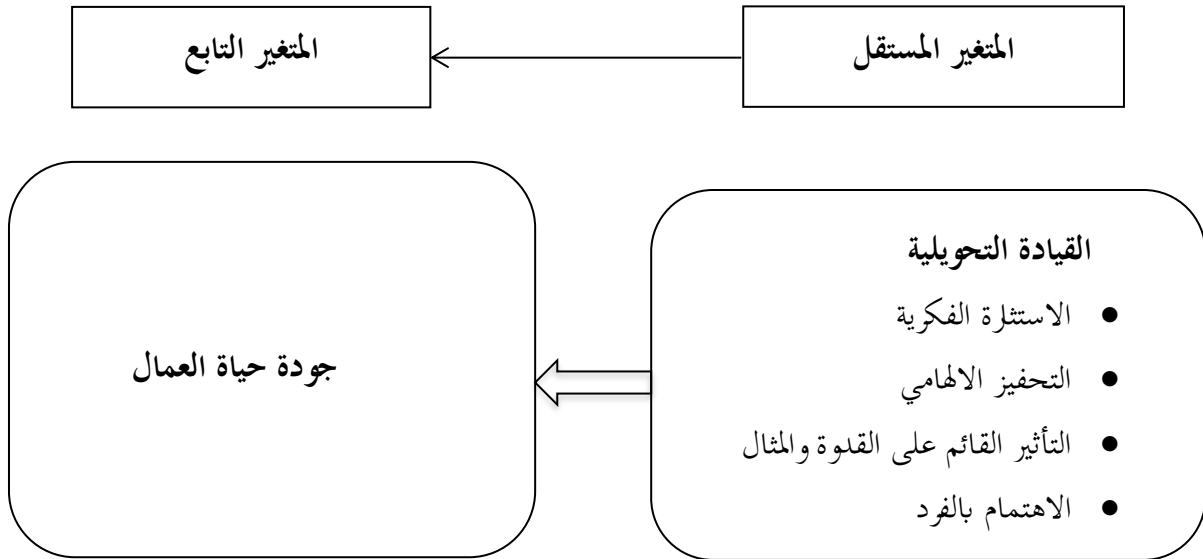 المتغير المستقل
المتغير التابع
القيادة التحويلية
● الاستثارة الفكرية
● التحفيز الالهامي
● التأثير القائم على القدوة والمثال
● الاهتمام بالفرد
جودة حياة العمال